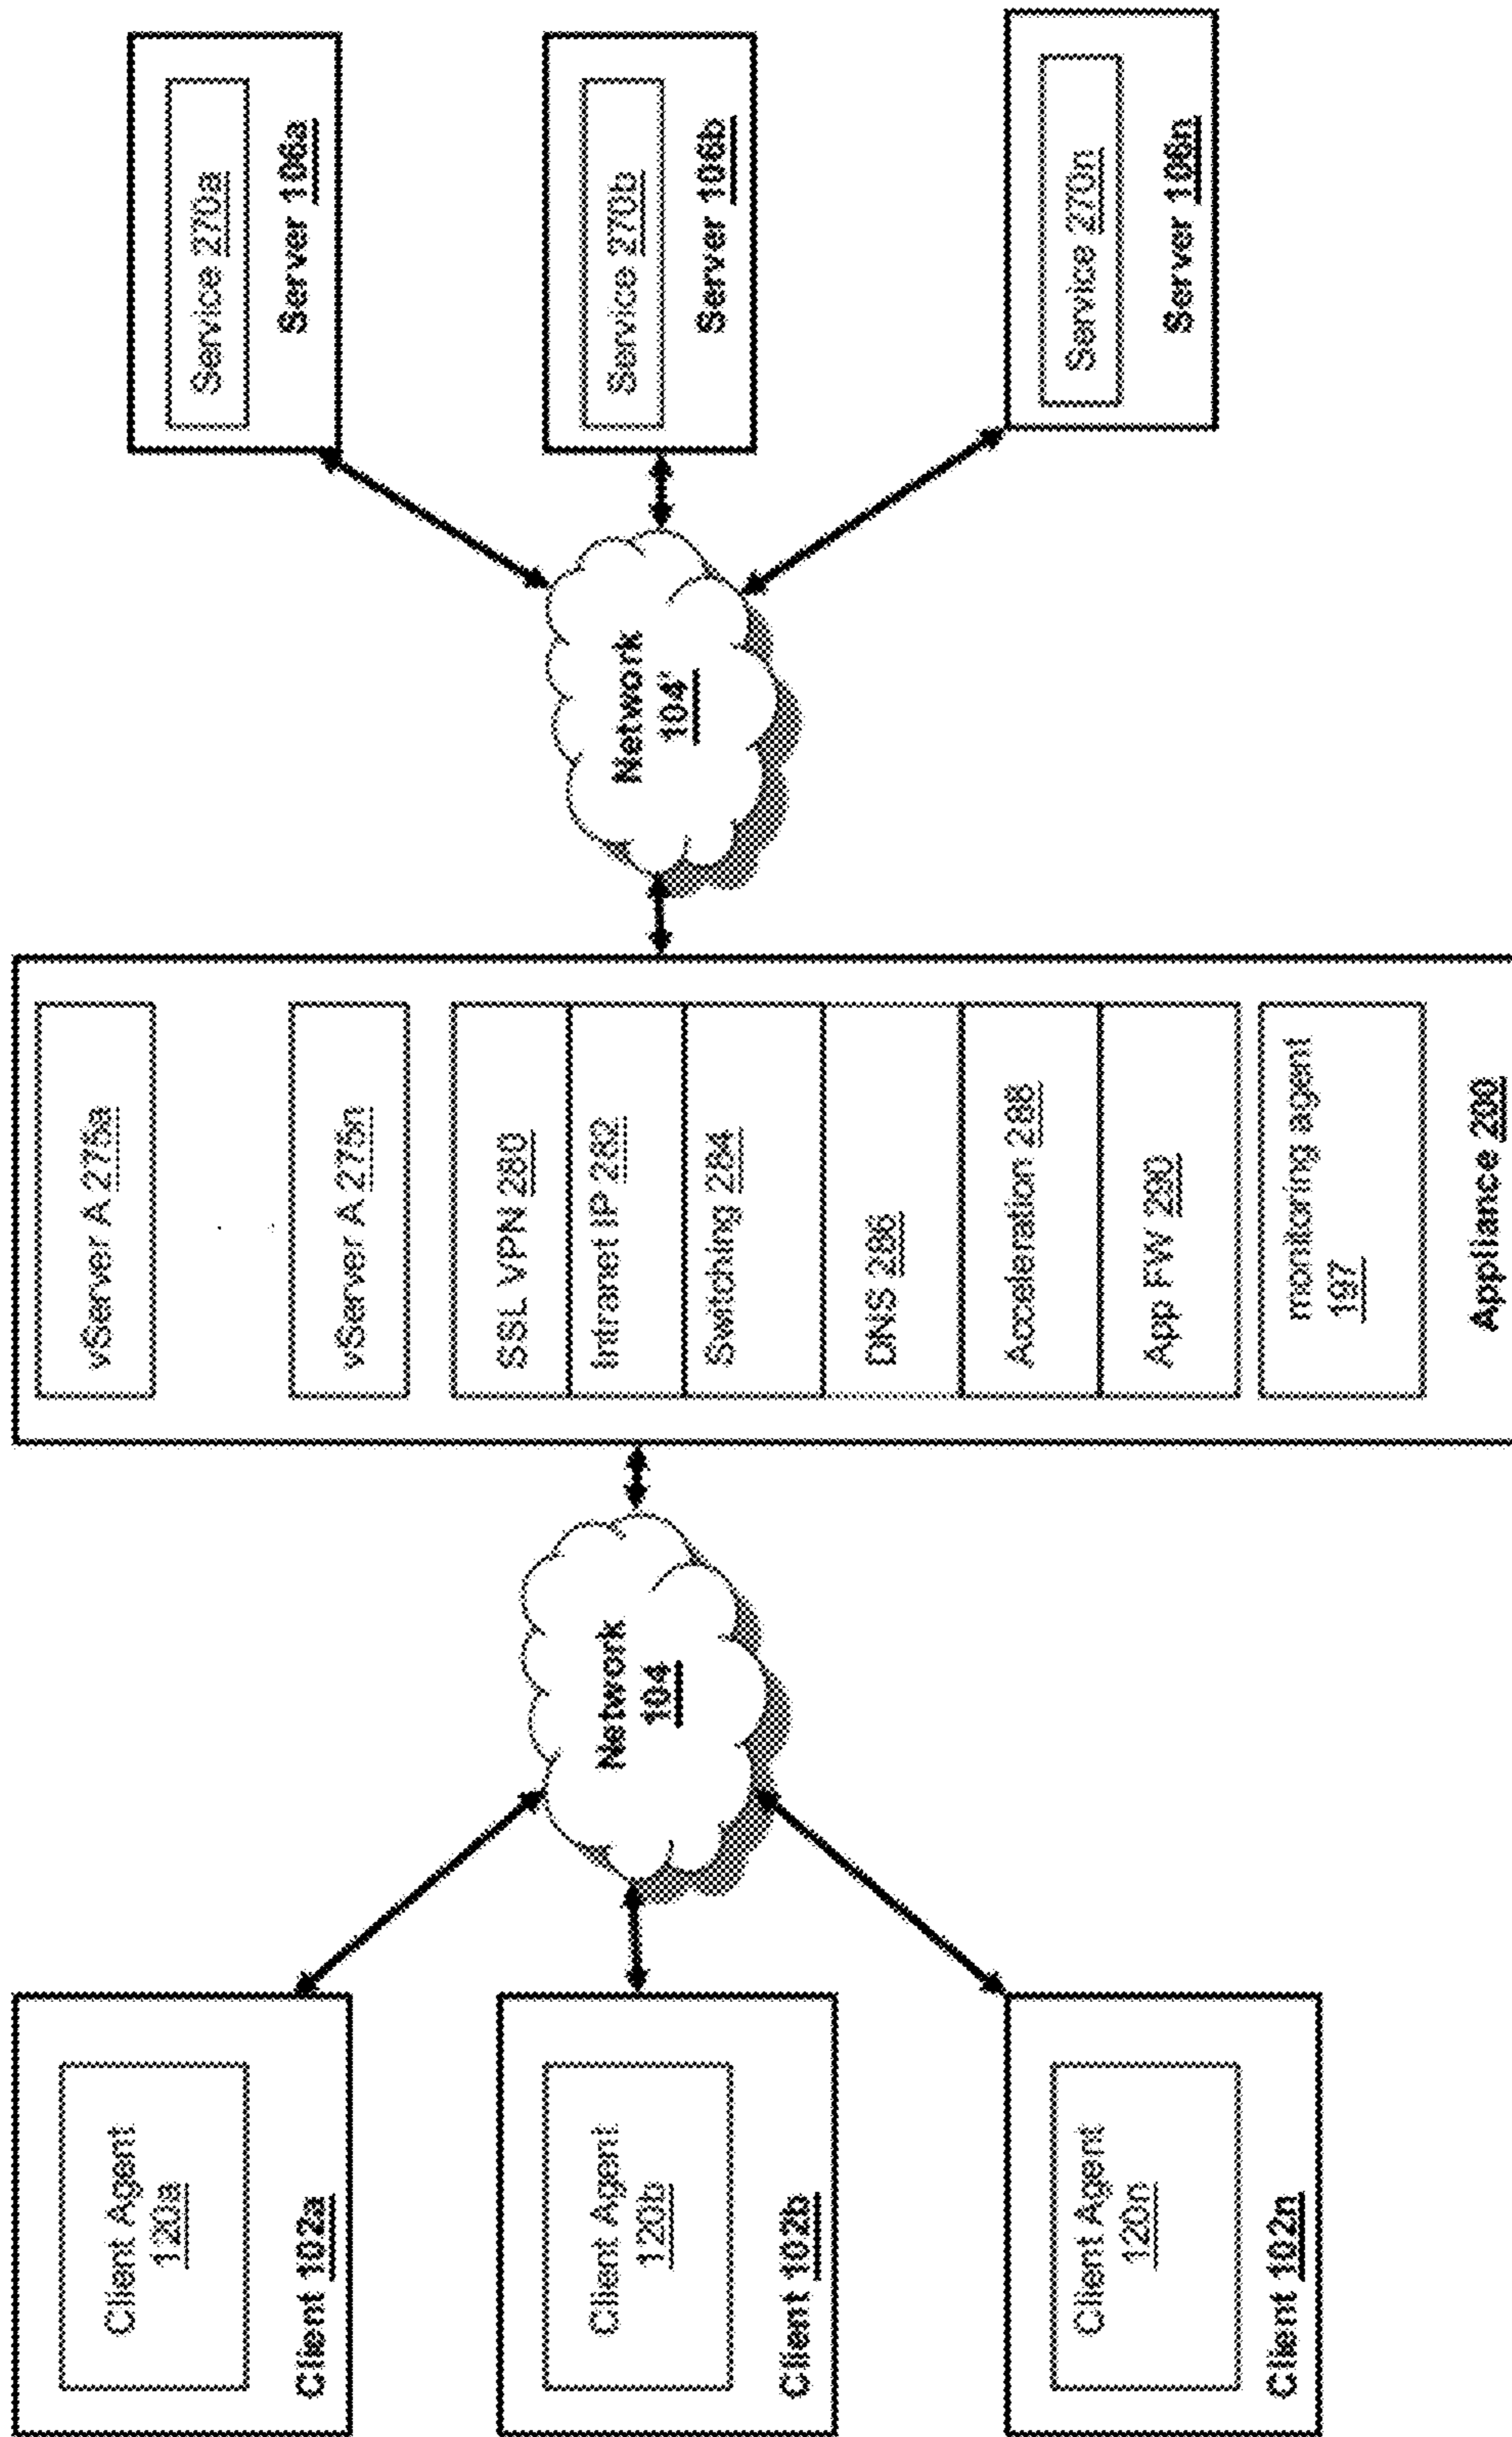 Client Agent
120a
Client 102a
Client Agent
120b
Client 102b
Client Agent
120n
Client 102n
Network
104
vServer A 275a
vServer A 275n
SSL VPN 280
Intranet IP 282
Switching 284
DNS 286
Acceleration 288
App FW 290
monitoring agent
197
Appliance 200
Network
104'
Service 270a
Server 106a
Service 270b
Server 106b
Service 270n
Server 106n